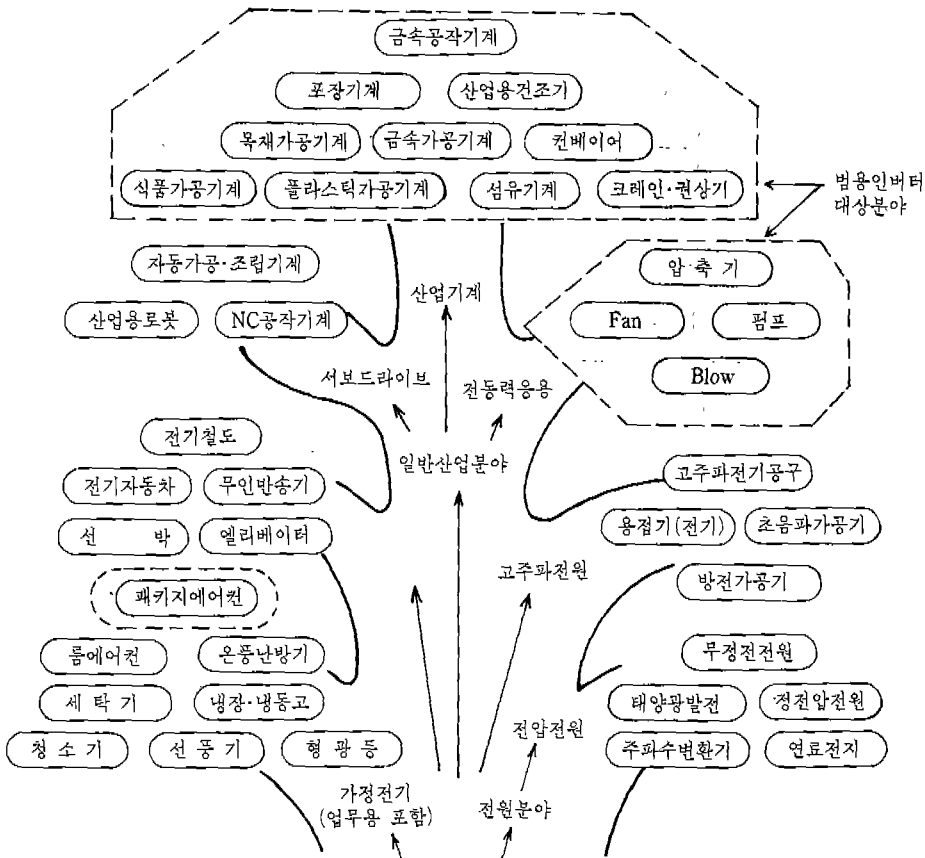 금속공작기계
포장기계 산업용건조기
목재가공기계 금속가공기계 컨베이어
식품가공기계 플라스틱가공기계 섬유기계 크레인·권상기
범용인버터
대상분야
자동가공·조립기계
산업용로봇 NC공작기계
산업기계
압축기
Fan 펌프
Blow
서보드라이브 전동력응용
일반산업분야
전기철도
전기자동차 무인반송기
선 박 엘리베이터
패키지에어컨
룸에어컨 온풍난방기
세탁기 냉장·냉동고
청소기 선풍기 형광등
고주파전기공구
용접기(전기) 초음파가공기
방전가공기
고주파전원
무정전전원
태양광발전 정전압전원
주파수변환기 연료전지
전압전원
가정전기
(업무용 포함)
전원분야